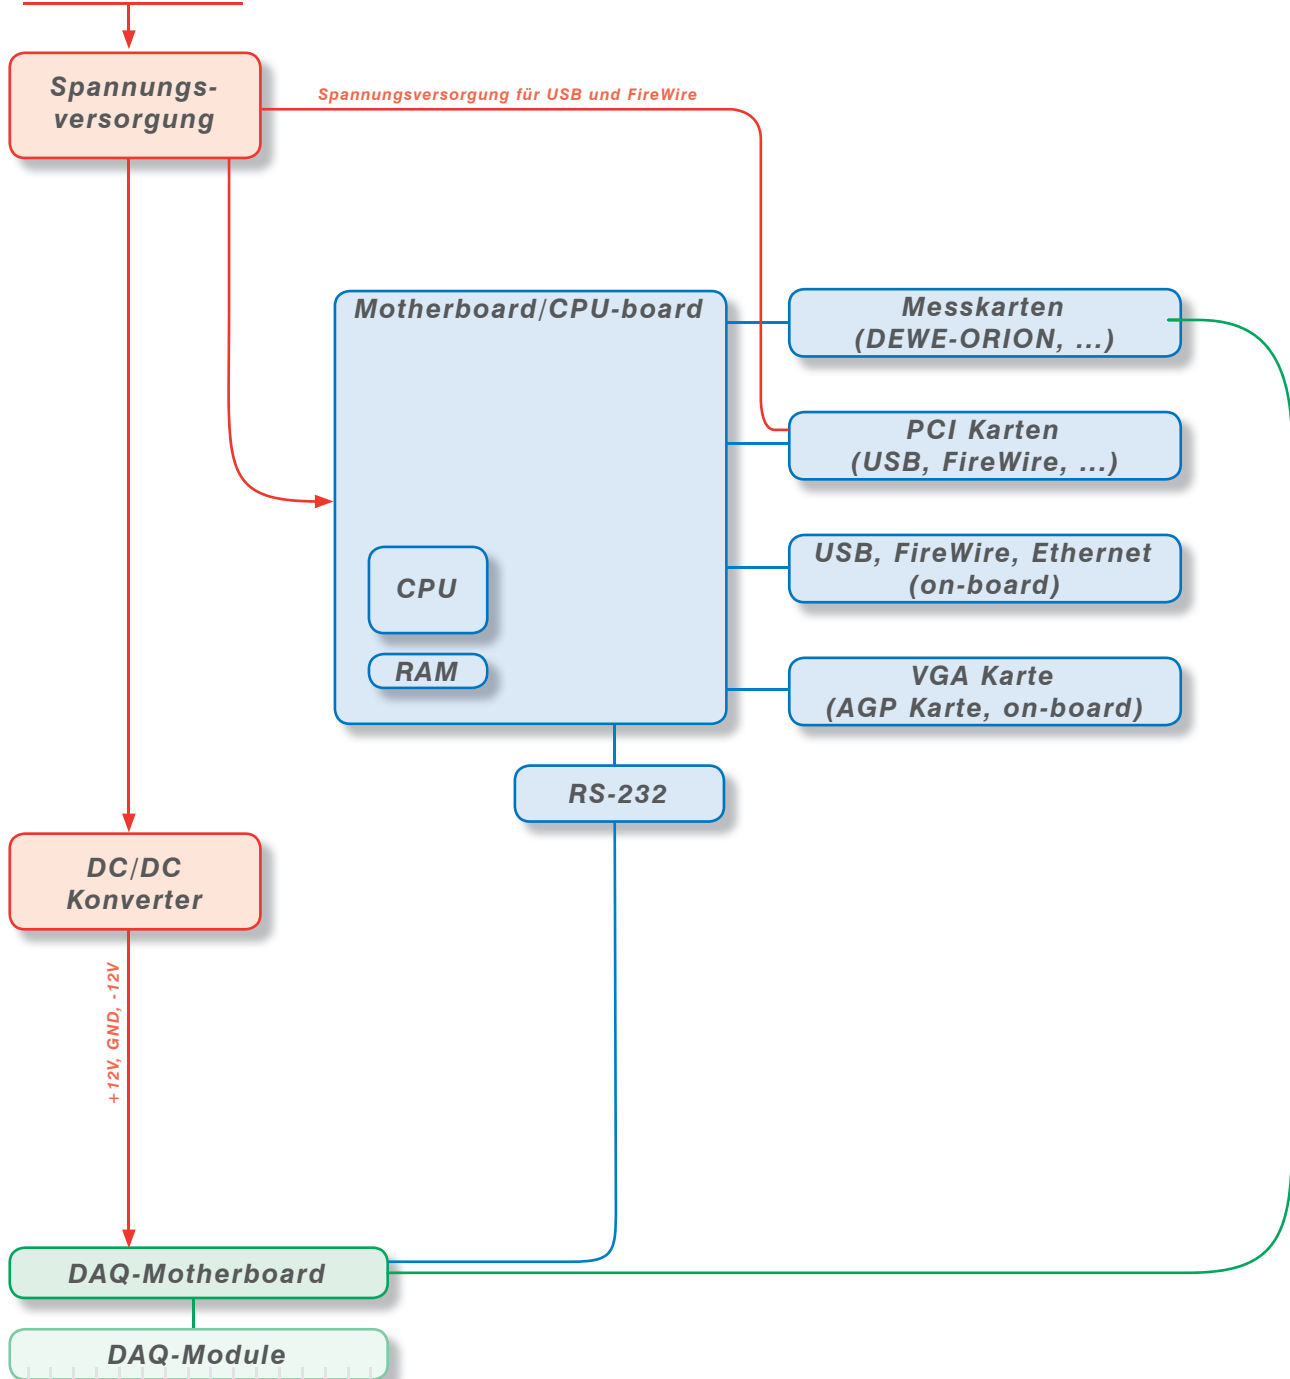 Spannungs-
versorgung
Spannungsversorgung für USB und FireWire
Motherboard/CPU-board
Messkarten
(DEWE-ORION, ...)
PCI Karten
(USB, FireWire, ...)
USB, FireWire, Ethernet
(on-board)
CPU
RAM
VGA Karte
(AGP Karte, on-board)
RS-232
DC/DC
Konverter
+12V, GND, -12V
DAQ-Motherboard
DAQ-Module